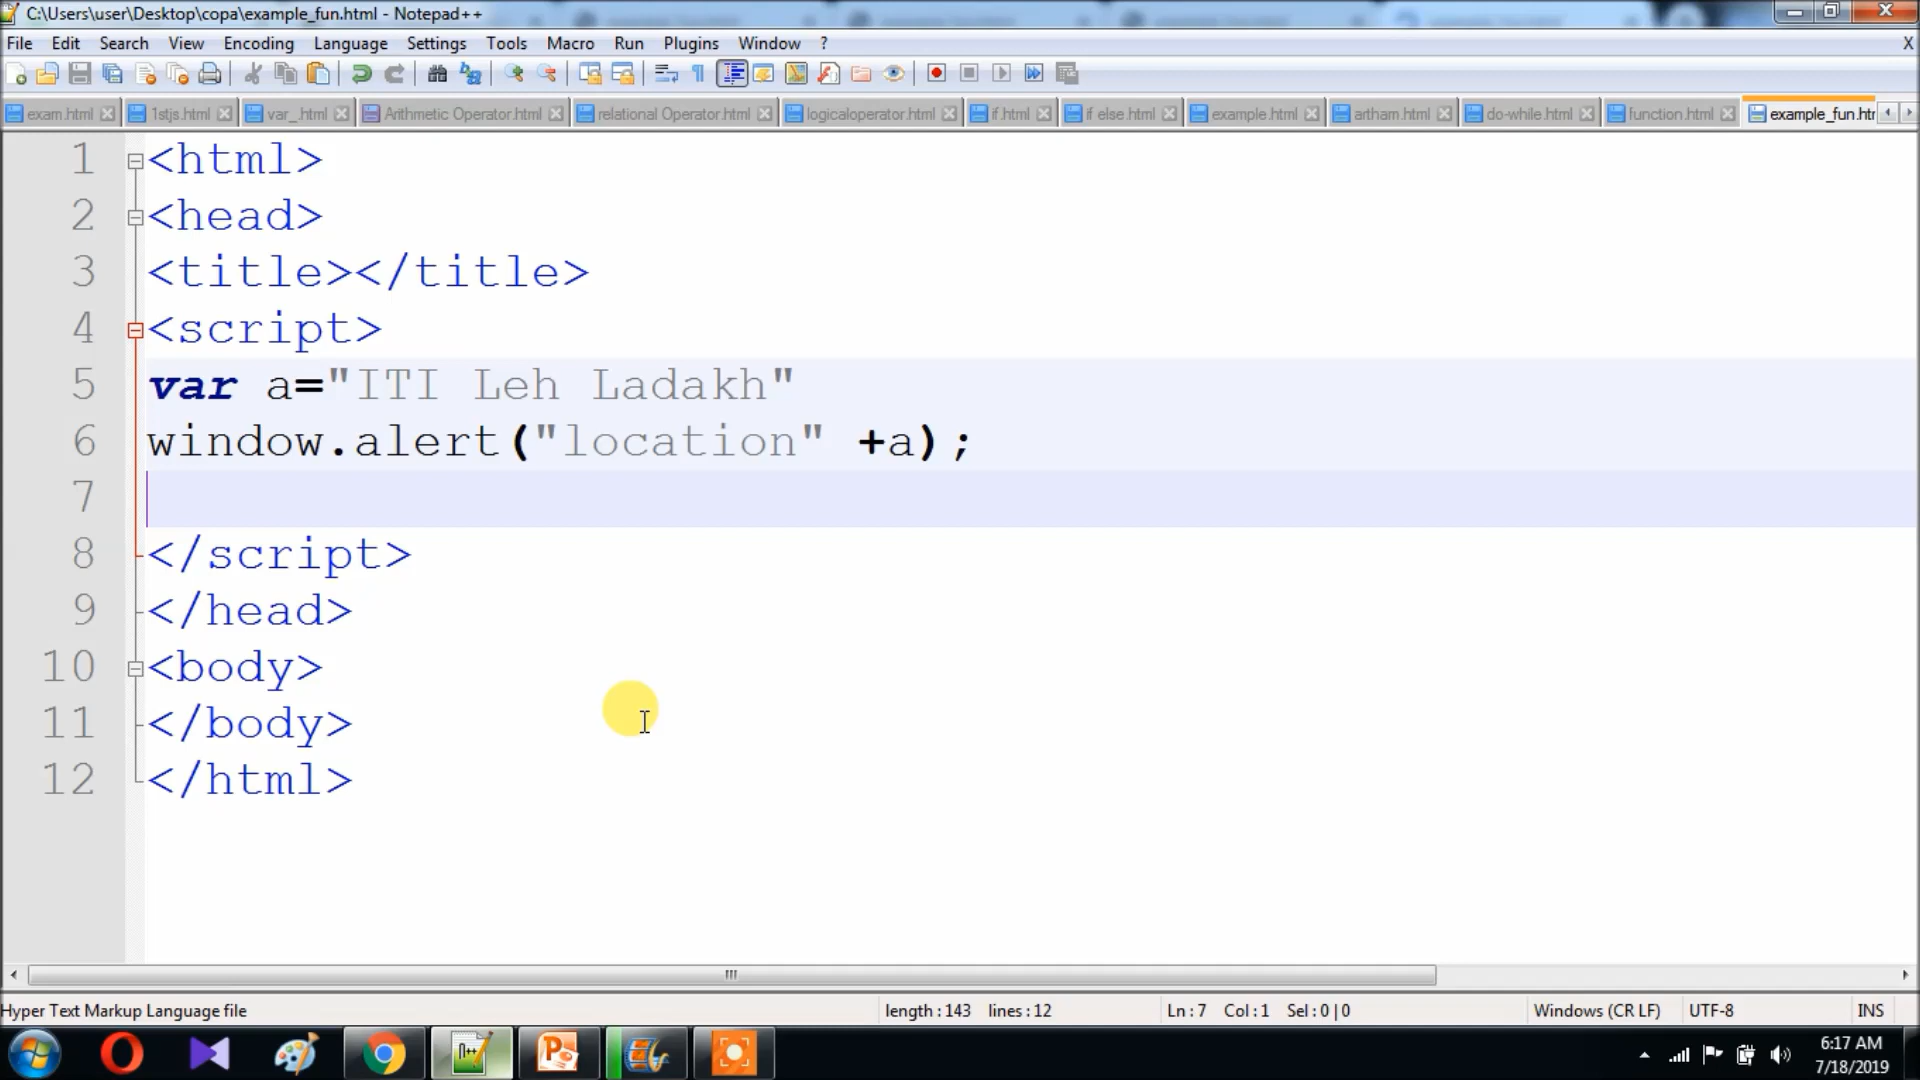 C:\Users\user\Desktop\copa\example_fun.html - Notepad++
File Edit Search View Encoding Language Settings Tools Macro Run Plugins Window ? X
exam.html 1stjs.html var_.html Arithmetic Operator.html relational Operator.html logicaloperator.html if.html if else.html example.html artham.html do-while.html function.html example_fun.htr
1 <html>
2 <head>
3 <title></title>
4 <script>
5 var a="ITI Leh Ladakh"
6 window.alert("location" +a);
7
8 </script>
9 </head>
10 <body>
11 </body>
12 </html>
Hyper Text Markup Language file length : 143 lines : 12 Ln : 7 Col : 1 Sel : 0 | 0 Windows (CR LF) UTF-8 INS
6:17 AM
7/18/2019